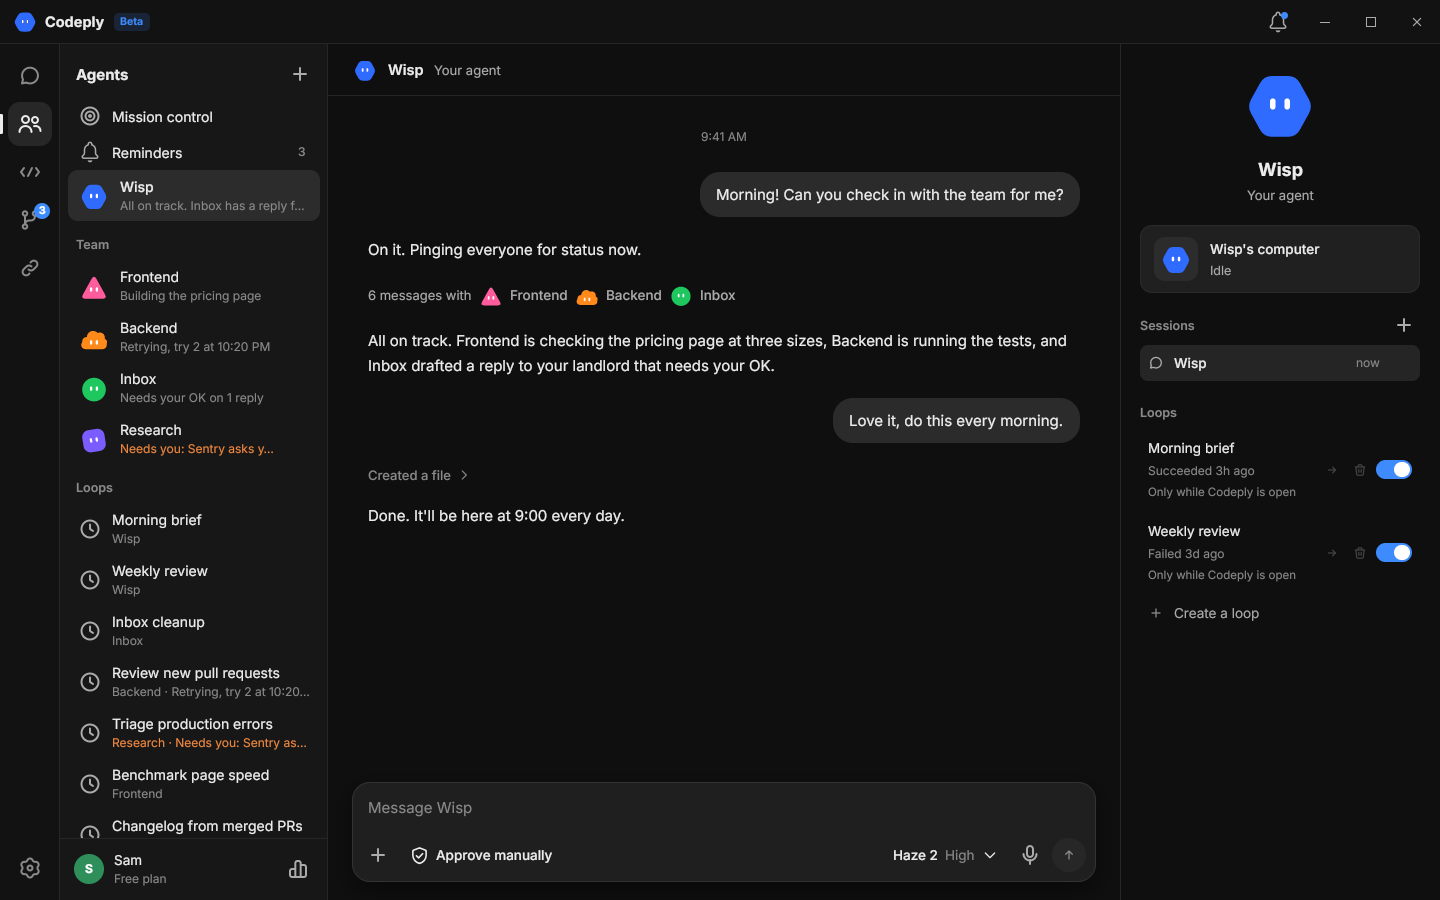 Codeply Beta
Agents
Mission control
Reminders 3
Wisp
All on track. Inbox has a reply f...
3
Team
Frontend
Building the pricing page
Backend
Retrying, try 2 at 10:20 PM
Inbox
Needs your OK on 1 reply
Research
Needs you: Sentry asks y...
Loops
Morning brief
Wisp
Weekly review
Wisp
Inbox cleanup
Inbox
Review new pull requests
Backend · Retrying, try 2 at 10:20...
Triage production errors
Research · Needs you: Sentry as...
Benchmark page speed
Frontend
Changelog from merged PRs
S
Sam
Free plan
Wisp Your agent
9:41 AM
Morning! Can you check in with the team for me?
On it. Pinging everyone for status now.
6 messages with Frontend Backend Inbox
All on track. Frontend is checking the pricing page at three sizes, Backend is running the tests, and
Inbox drafted a reply to your landlord that needs your OK.
Love it, do this every morning.
Created a file
Done. It'll be here at 9:00 every day.
Message Wisp
Approve manually
Haze 2 High
Wisp
Your agent
Wisp's computer
Idle
Sessions
Wisp now
Loops
Morning brief
Succeeded 3h ago
Only while Codeply is open
Weekly review
Failed 3d ago
Only while Codeply is open
Create a loop